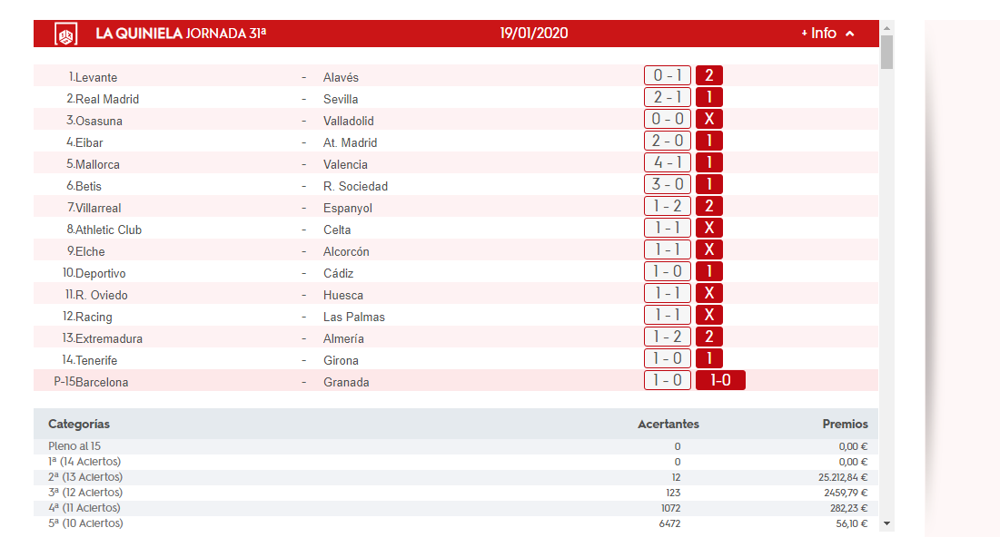 LA QUINIELA JORNADA 31ª 19/01/2020 + Info
1.Levante - Alavés 0 - 1 2
2.Real Madrid - Sevilla 2 - 1 1
3.Osasuna - Valladolid 0 - 0 X
4.Eibar - At. Madrid 2 - 0 1
5.Mallorca - Valencia 4 - 1 1
6.Betis - R. Sociedad 3 - 0 1
7.Villarreal - Espanyol 1 - 2 2
8.Athletic Club - Celta 1 - 1 X
9.Elche - Alcorcón 1 - 1 X
10.Deportivo - Cádiz 1 - 0 1
11.R. Oviedo - Huesca 1 - 1 X
12.Racing - Las Palmas 1 - 1 X
13.Extremadura - Almería 1 - 2 2
14.Tenerife - Girona 1 - 0 1
P-15Barcelona - Granada 1 - 0 1-0
Categorías Acertantes Premios
Pleno al 15 0 0,00 €
1ª (14 Aciertos) 0 0,00 €
2ª (13 Aciertos) 12 25.212,84 €
3ª (12 Aciertos) 123 2459,79 €
4ª (11 Aciertos) 1072 282,23 €
5ª (10 Aciertos) 6472 56,10 €